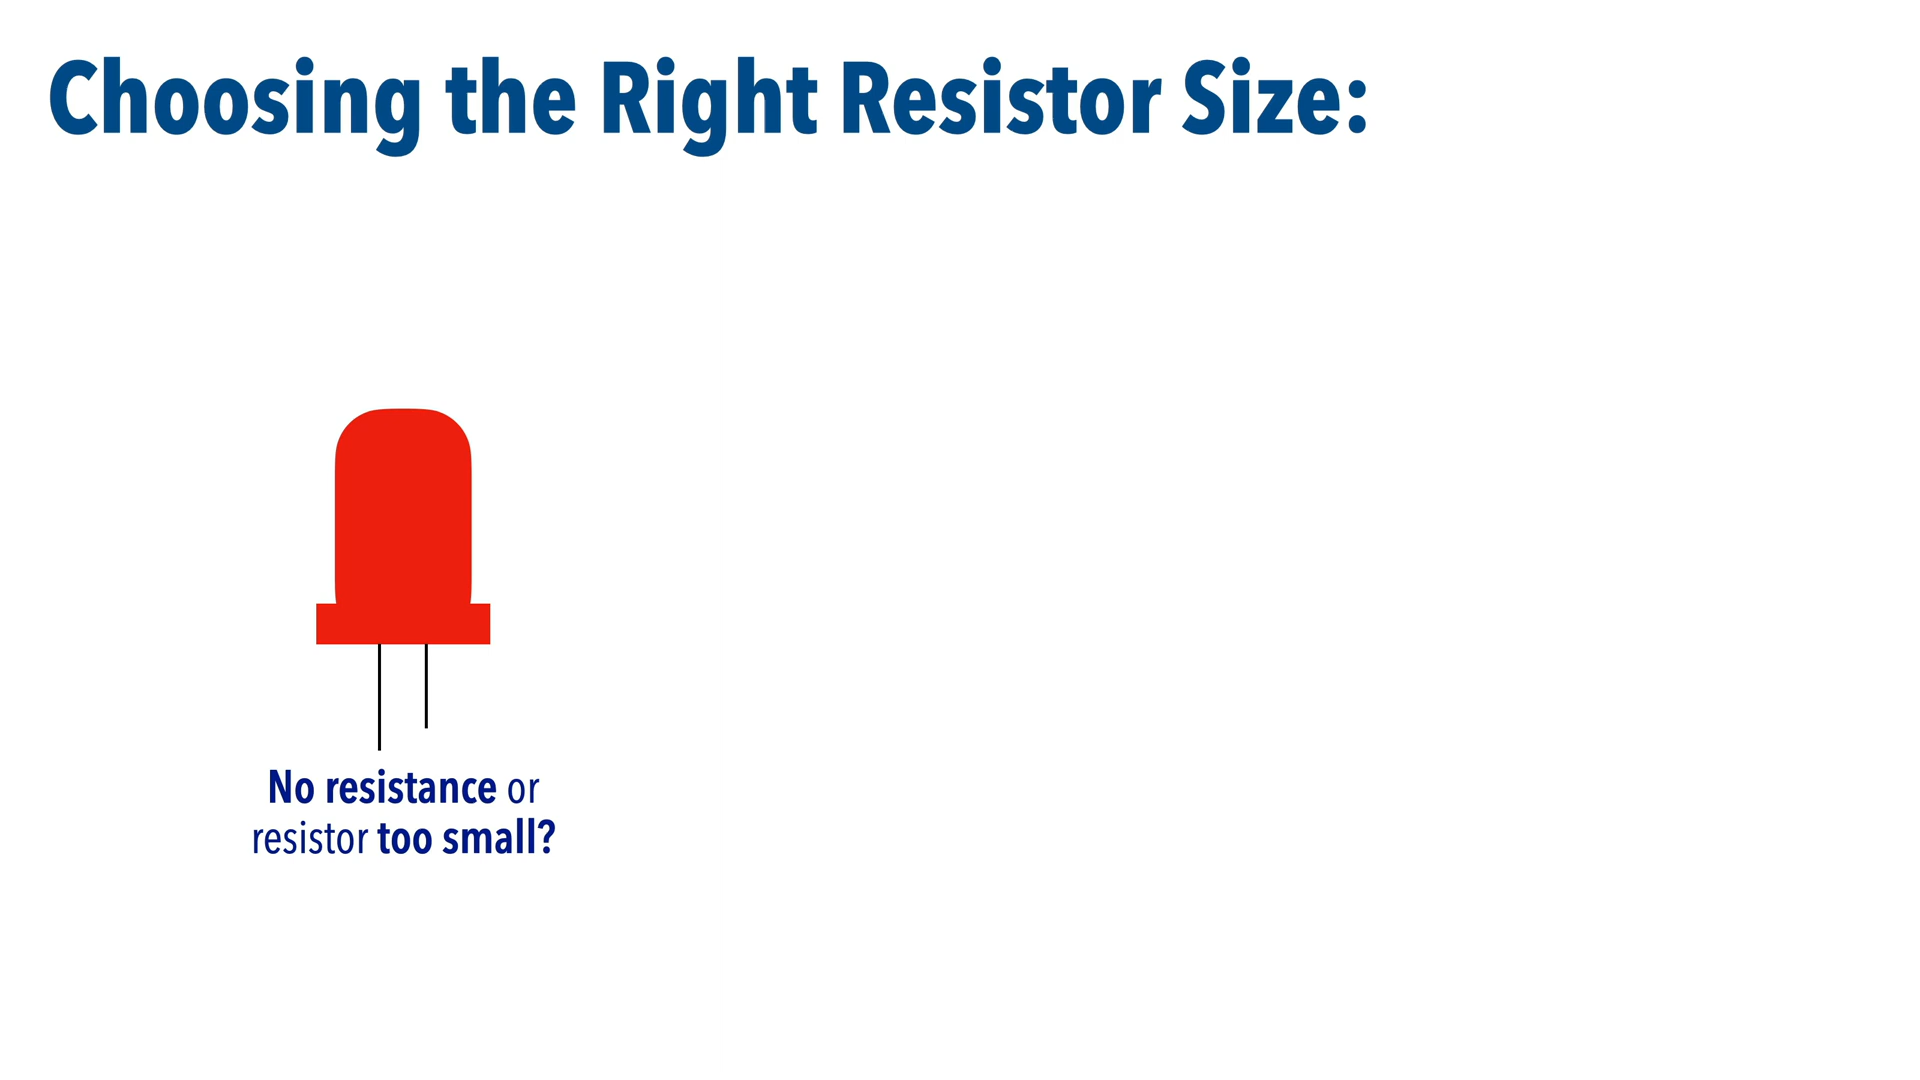 Choosing the Right Resistor Size:
No resistance or
resistor too small?